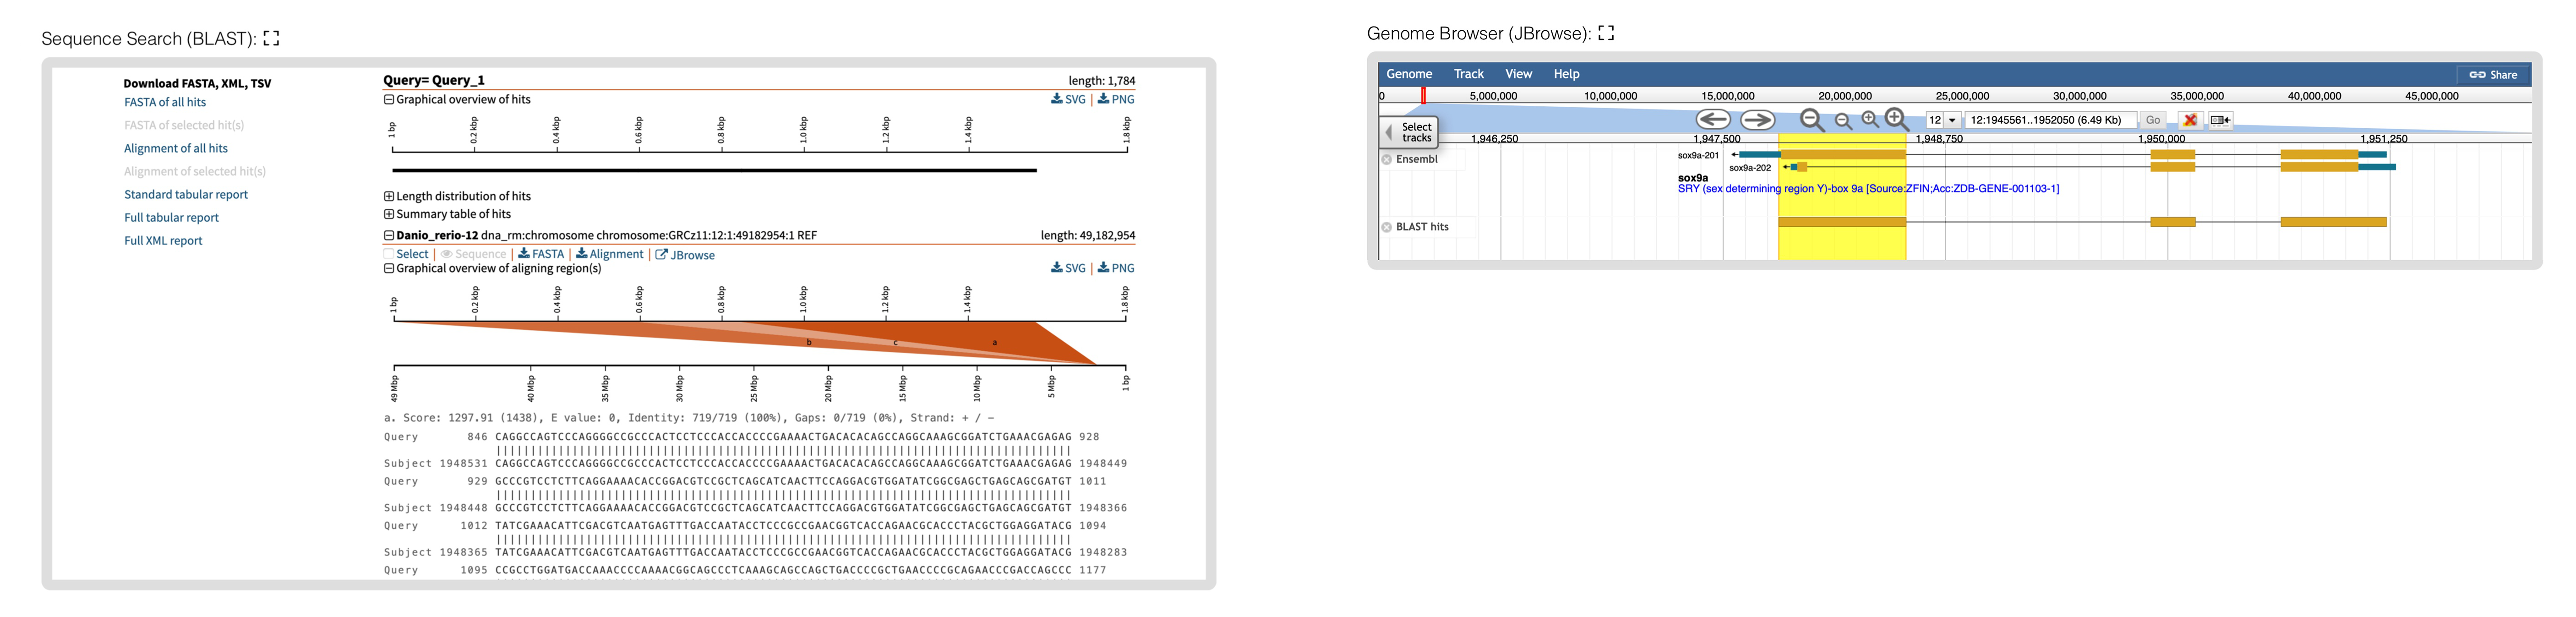 Sequence Search (BLAST):
Download FASTA, XML, TSV
FASTA of all hits
FASTA of selected hit(s)
Alignment of all hits
Alignment of selected hit(s)
Standard tabular report
Full tabular report
Full XML report
Query= Query_1 length: 1,784
Graphical overview of hits SVG | PNG
1 bp 0.2 kbp 0.4 kbp 0.6 kbp 0.8 kbp 1.0 kbp 1.2 kbp 1.4 kbp 1.8 kbp
Length distribution of hits
Summary table of hits
Danio_rerio-12 dna_rm:chromosome chromosome:GRCz11:12:1:49182954:1 REF length: 49,182,954
Select | Sequence | FASTA | Alignment | JBrowse
Graphical overview of aligning region(s) SVG | PNG
1 bp 0.2 kbp 0.4 kbp 0.6 kbp 0.8 kbp 1.0 kbp 1.2 kbp 1.4 kbp 1.8 kbp
b c a
49 Mbp 40 Mbp 35 Mbp 30 Mbp 25 Mbp 20 Mbp 15 Mbp 10 Mbp 5 Mbp 1 bp
a. Score: 1297.91 (1438), E value: 0, Identity: 719/719 (100%), Gaps: 0/719 (0%), Strand: + / −
Query 846 CAGGCCAGTCCCAGGGGCCGCCCACTCCTCCCACCACCCCGAAAACTGACACACAGCCAGGCAAAGCGGATCTGAAACGAGAG 928
Subject 1948531 CAGGCCAGTCCCAGGGGCCGCCCACTCCTCCCACCACCCCGAAAACTGACACACAGCCAGGCAAAGCGGATCTGAAACGAGAG 1948449
Query 929 GCCCGTCCTCTTCAGGAAAACACCGGACGTCCGCTCAGCATCAACTTCCAGGACGTGGATATCGGCGAGCTGAGCAGCGATGT 1011
Subject 1948448 GCCCGTCCTCTTCAGGAAAACACCGGACGTCCGCTCAGCATCAACTTCCAGGACGTGGATATCGGCGAGCTGAGCAGCGATGT 1948366
Query 1012 TATCGAAACATTCGACGTCAATGAGTTTGACCAATACCTCCCGCCGAACGGTCACCAGAACGCACCCTACGCTGGAGGATACG 1094
Subject 1948365 TATCGAAACATTCGACGTCAATGAGTTTGACCAATACCTCCCGCCGAACGGTCACCAGAACGCACCCTACGCTGGAGGATACG 1948283
Query 1095 CCGCCTGGATGACCAAACCCCAAAACGGCAGCCCTCAAAGCAGCCAGCTGACCCCGCTGAACCCCGCAGAACCCGACCAGCCC 1177
Genome Browser (JBrowse):
Genome Track View Help Share
0 5,000,000 10,000,000 15,000,000 20,000,000 25,000,000 30,000,000 35,000,000 40,000,000 45,000,000
Select tracks
12 12:1945561..1952050 (6.49 Kb) Go
1,946,250 1,947,500 1,948,750 1,950,000 1,951,250
Ensembl
sox9a-201
sox9a-202
sox9a
SRY (sex determining region Y)-box 9a [Source:ZFIN;Acc:ZDB-GENE-001103-1]
BLAST hits